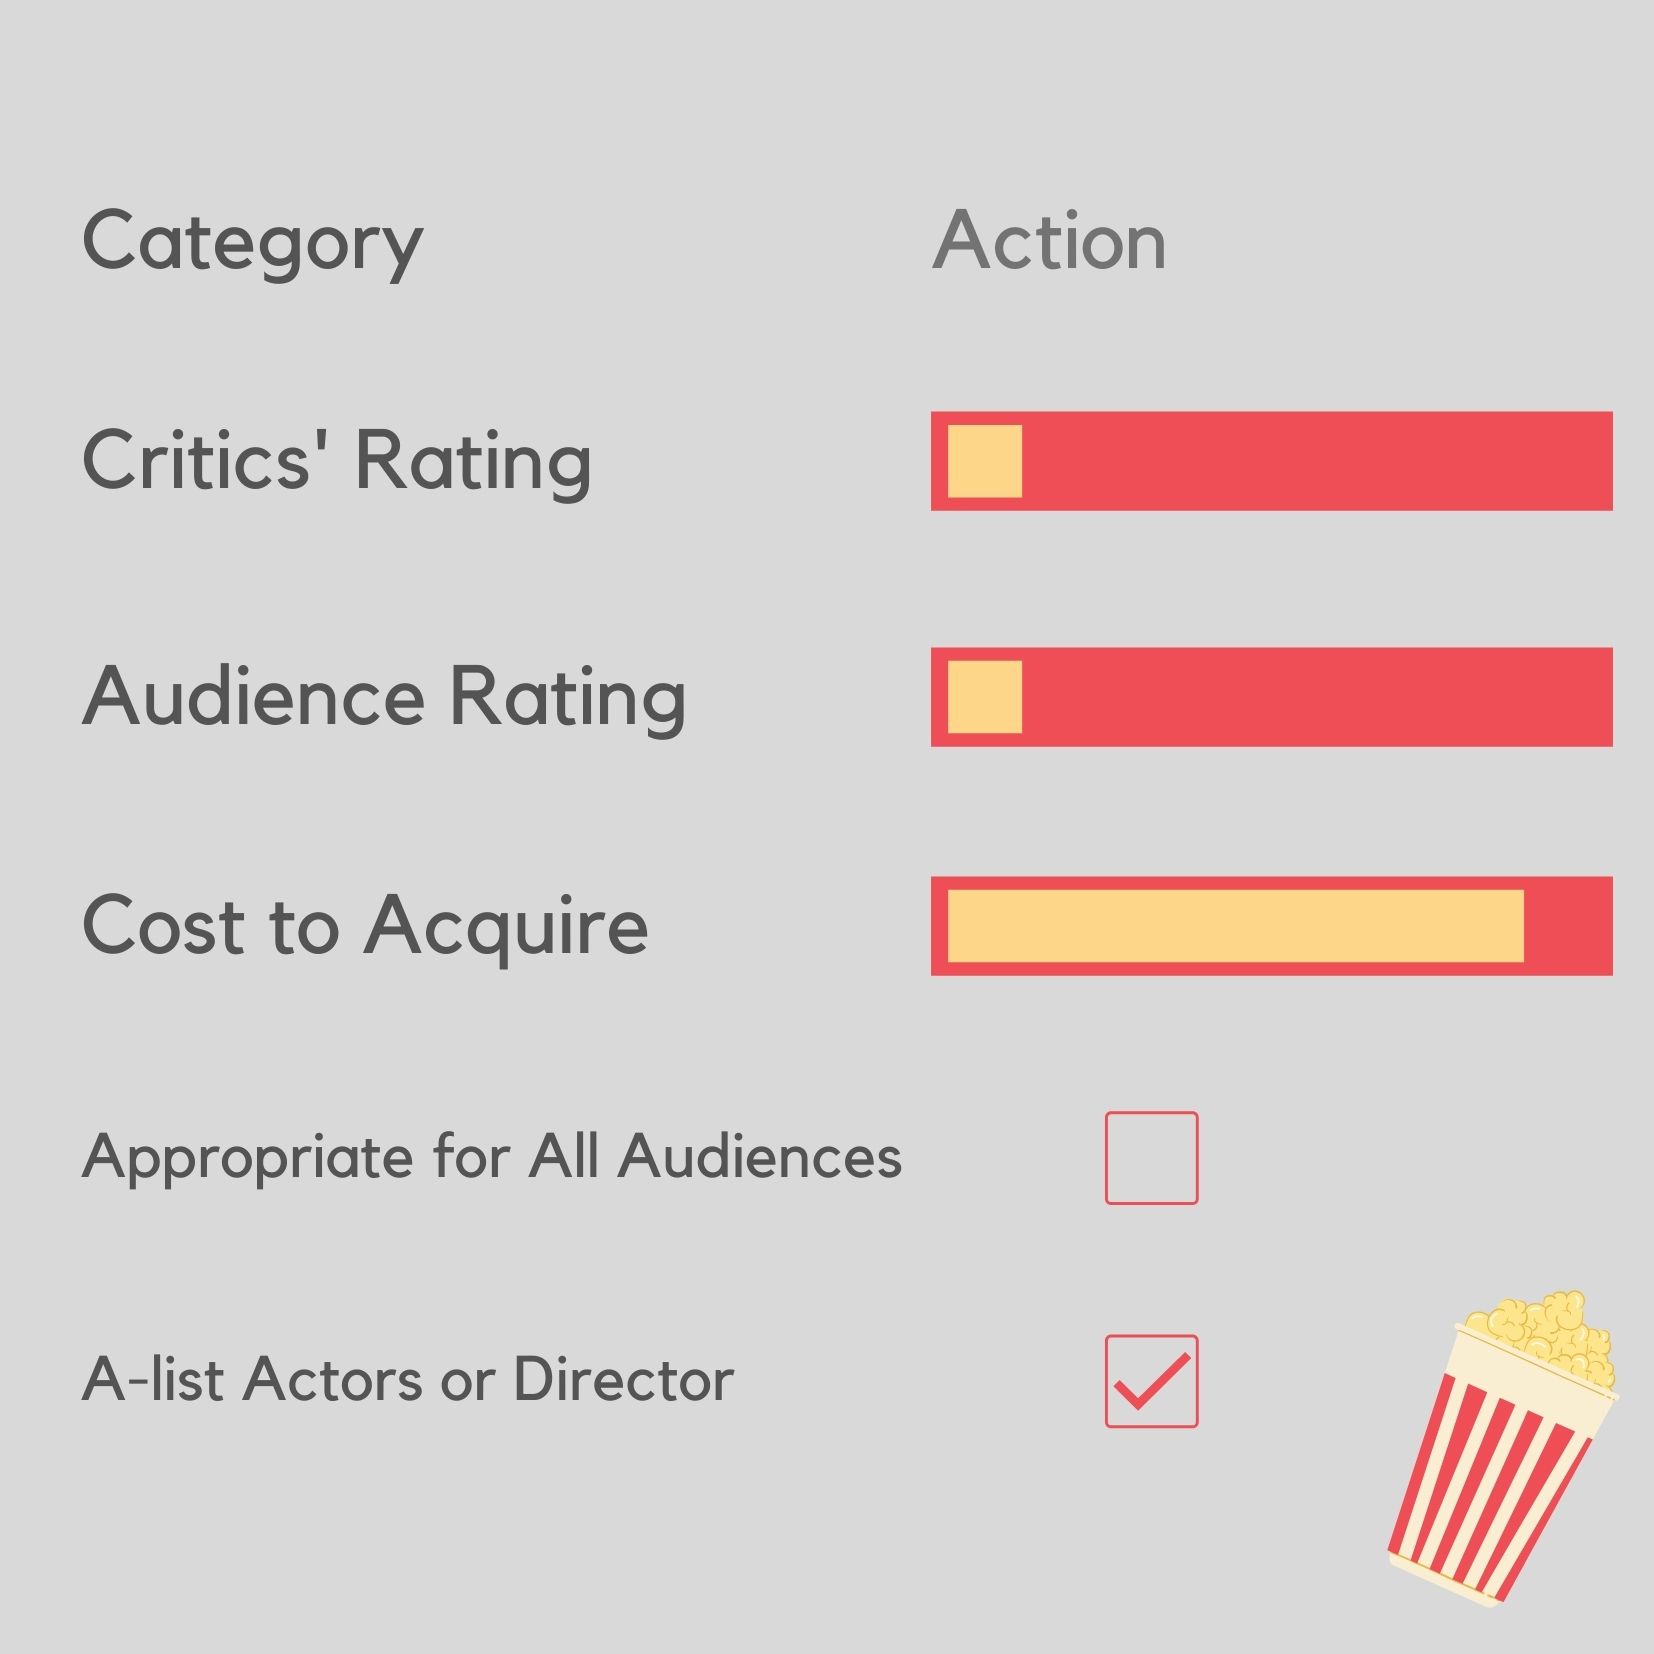 Category Action
Critics' Rating
Audience Rating
Cost to Acquire
Appropriate for All Audiences
A-list Actors or Director